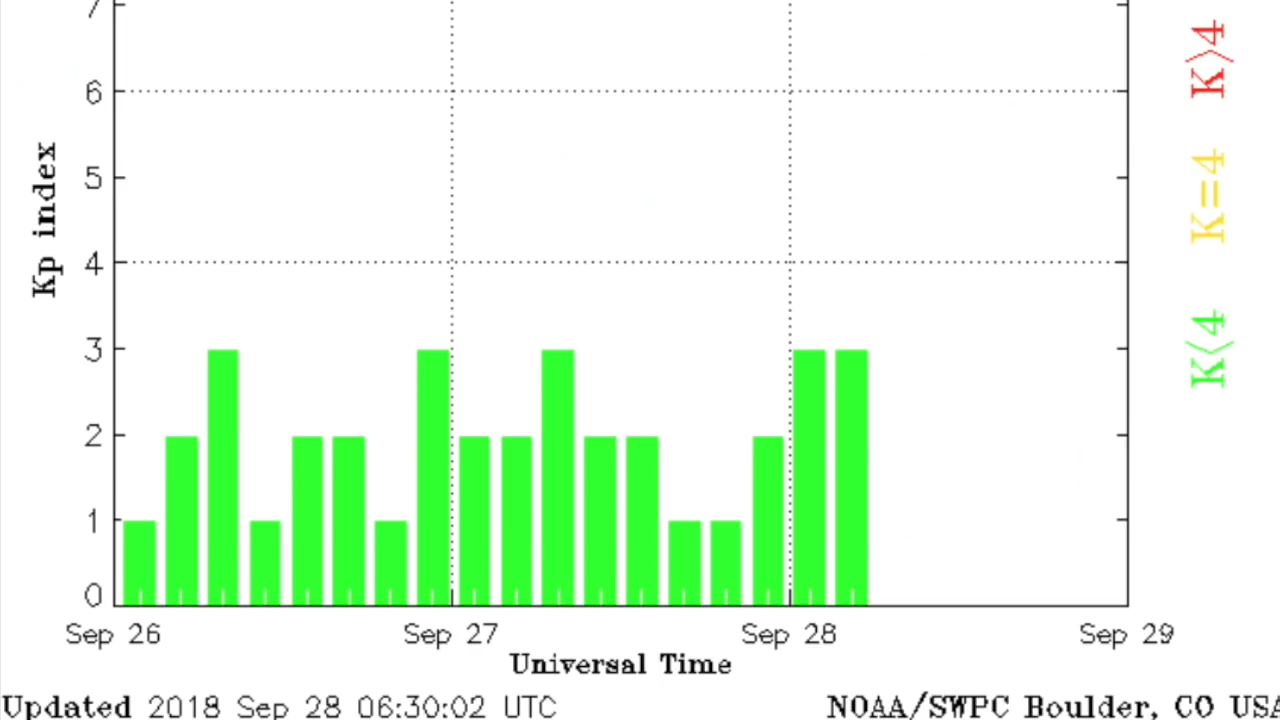 7
6
5
4
3
2
1
0
Kp index
K>4
K=4
K<4
Sep 26 Sep 27 Sep 28 Sep 29
Universal Time
Updated 2018 Sep 28 06:30:02 UTC
NOAA/SWPC Boulder, CO USA